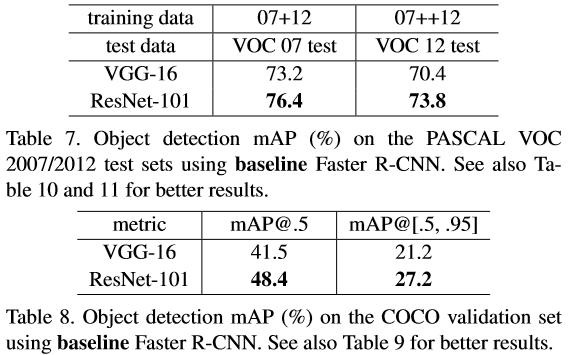 training data 07+12 07++12
test data VOC 07 test VOC 12 test
VGG-16 73.2 70.4
ResNet-101 76.4 73.8
Table 7. Object detection mAP (%) on the PASCAL VOC
2007/2012 test sets using baseline Faster R-CNN. See also Ta-
ble 10 and 11 for better results.
metric mAP@.5 mAP@[.5, .95]
VGG-16 41.5 21.2
ResNet-101 48.4 27.2
Table 8. Object detection mAP (%) on the COCO validation set
using baseline Faster R-CNN. See also Table 9 for better results.